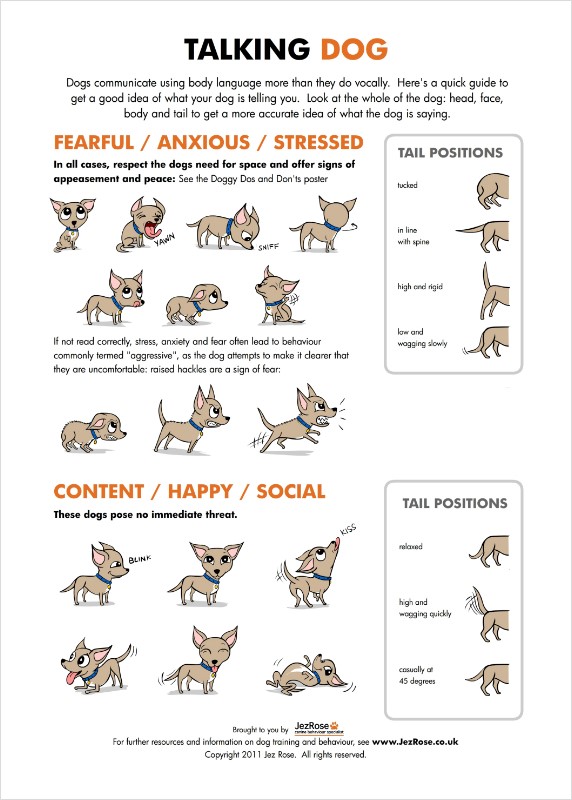 TALKING DOG
Dogs communicate using body language more than they do vocally. Here's a quick guide to
get a good idea of what your dog is telling you. Look at the whole of the dog: head, face,
body and tail to get a more accurate idea of what the dog is saying.
FEARFUL / ANXIOUS / STRESSED
In all cases, respect the dogs need for space and offer signs of
appeasement and peace: See the Doggy Dos and Don'ts poster
YAWN
SNIFF
If not read correctly, stress, anxiety and fear often lead to behaviour
commonly termed "aggressive", as the dog attempts to make it clearer that
they are uncomfortable: raised hackles are a sign of fear:
TAIL POSITIONS
tucked
in line
with spine
high and rigid
low and
wagging slowly
CONTENT / HAPPY / SOCIAL
These dogs pose no immediate threat.
BLINK
KISS
TAIL POSITIONS
relaxed
high and
wagging quickly
casually at
45 degrees
Brought to you by JezRose
canine behaviour specialist
For further resources and information on dog training and behaviour, see www.JezRose.co.uk
Copyright 2011 Jez Rose. All rights reserved.